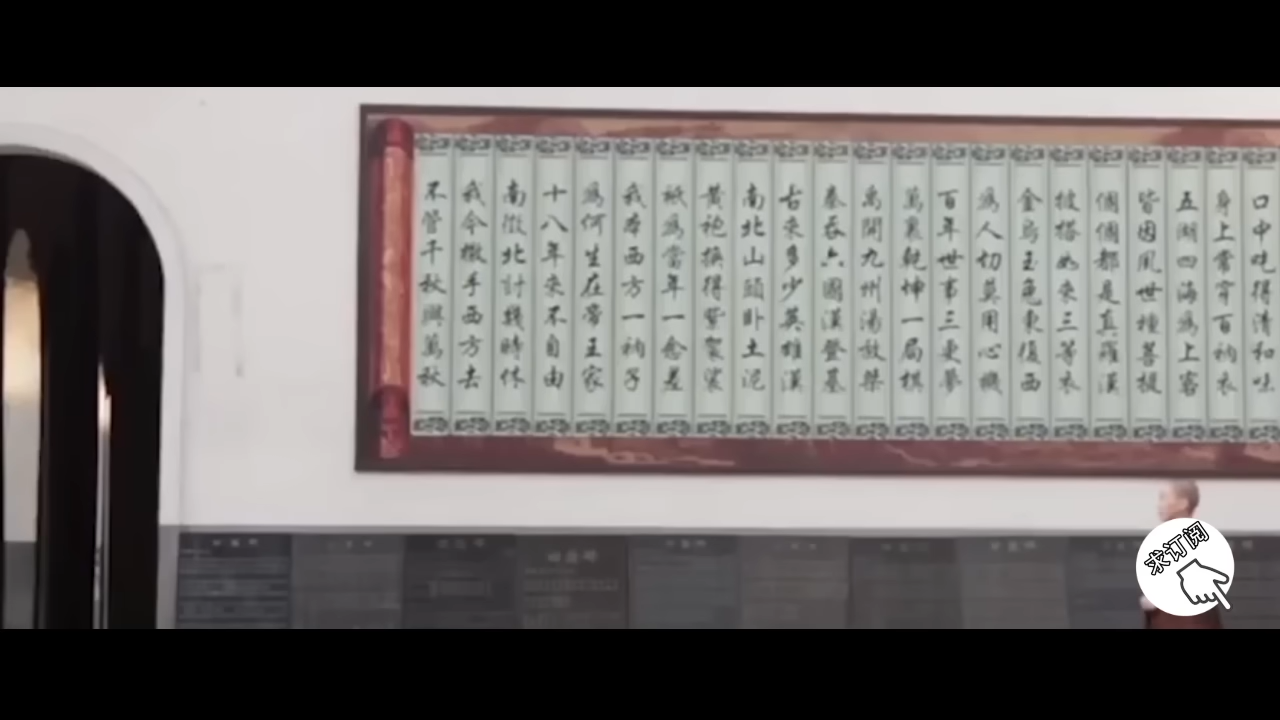 口中吃得清和味
身上常穿百衲衣
五湖四海爲上客
皆因夙世種菩提
個個都是真羅漢
披搭如來三等衣
金烏玉兔東復西
爲人切莫用心機
百年世事三更夢
萬裏乾坤一局棋
禹開九州湯放桀
秦吞六國漢登基
古來多少英雄漢
南北山頭卧土泥
黃袍換得紫袈裟
祇爲當年一念差
我本西方一衲子
爲何生在帝王家
十八年來不自由
南徵北討幾時休
我今撒手西方去
不管千秋與萬秋
求订阅